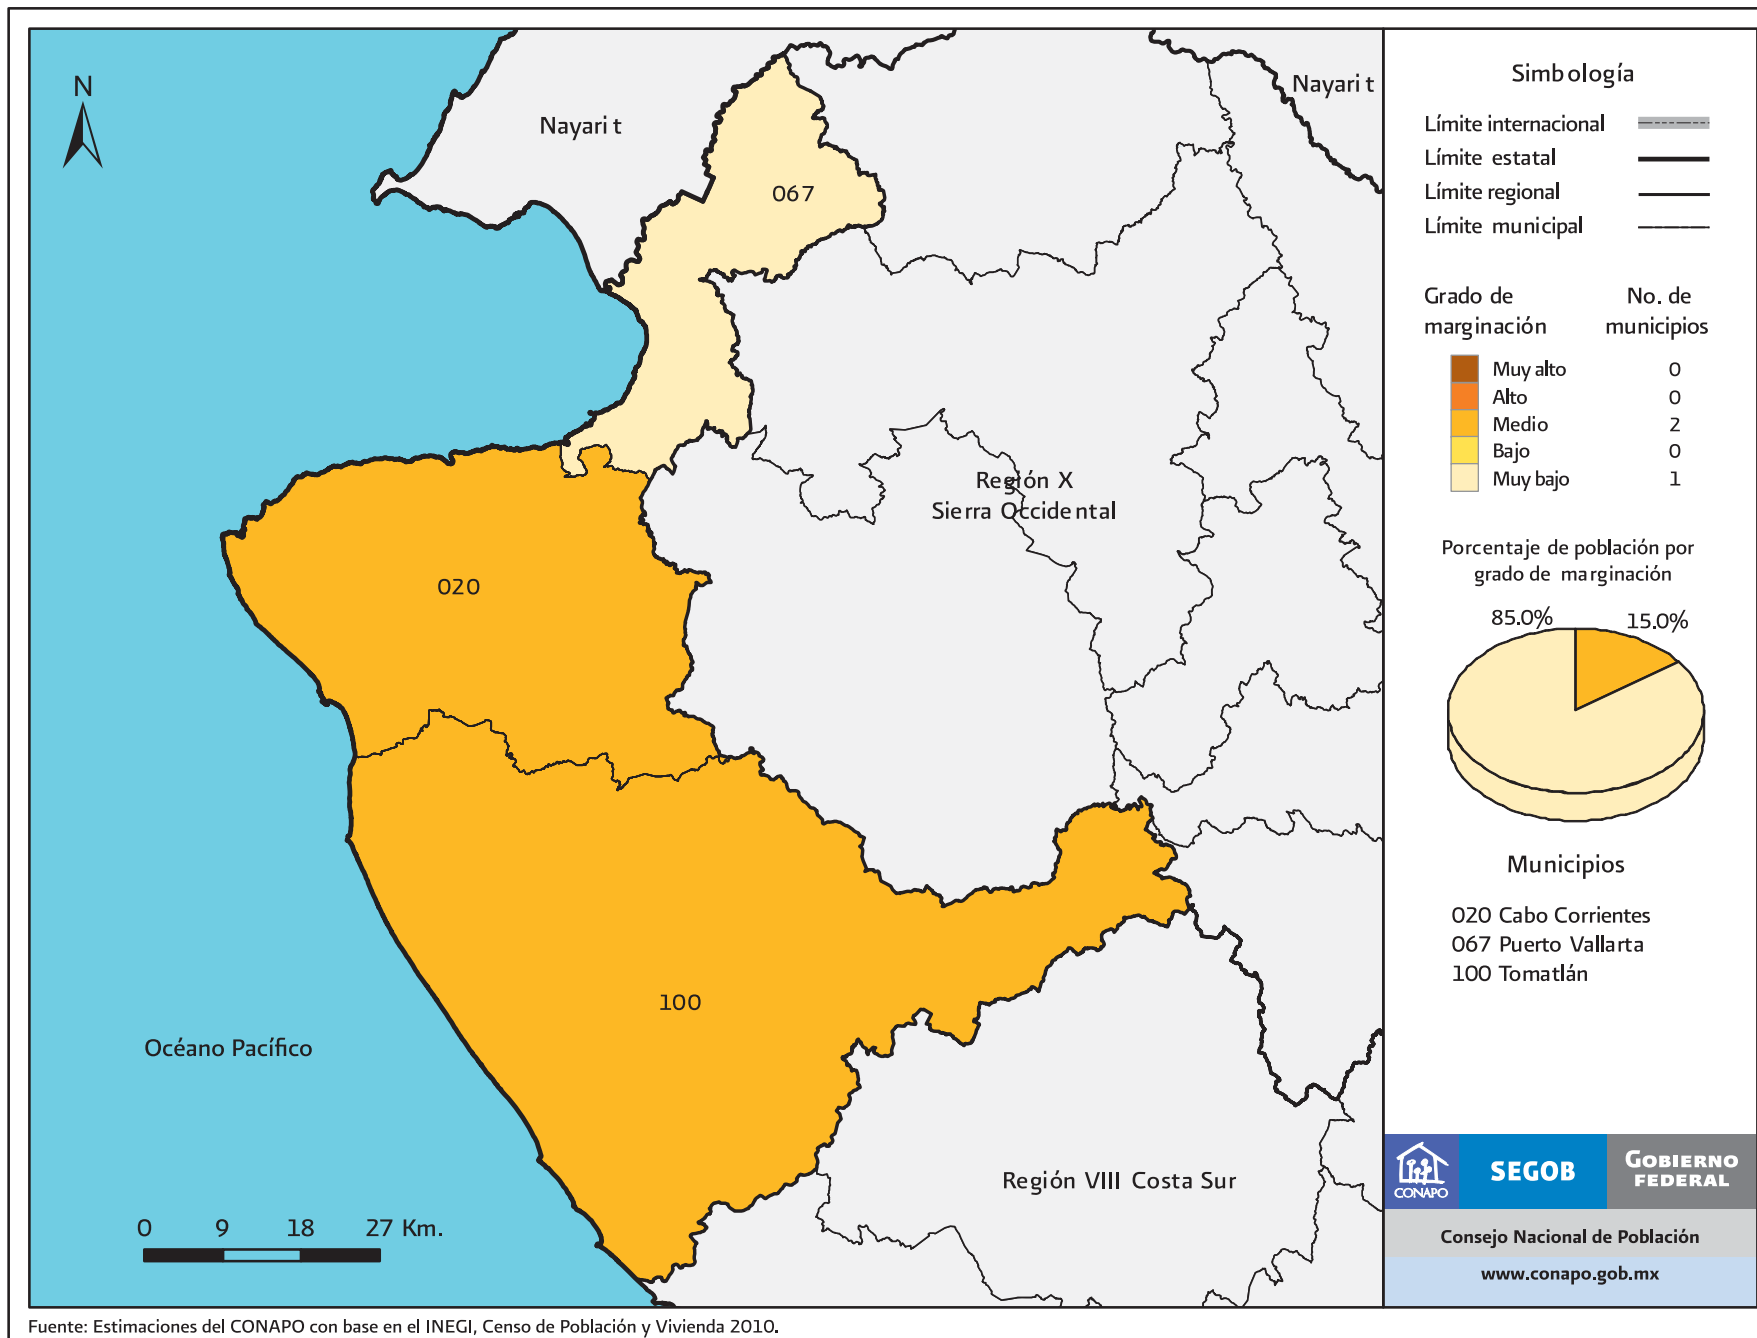 N
Nayarit
Nayarit
067
Región X
Sierra Occidental
020
100
Océano Pacífico
Región VIII Costa Sur
0 9 18 27 Km.
Simbología
Límite internacional
Límite estatal
Límite regional
Límite municipal
Grado de marginación
No. de municipios
Muy alto 0
Alto 0
Medio 2
Bajo 0
Muy bajo 1
Porcentaje de población por
grado de marginación
85.0% 15.0%
Municipios
020 Cabo Corrientes
067 Puerto Vallarta
100 Tomatlán
CONAPO
SEGOB
GOBIERNO
FEDERAL
Consejo Nacional de Población
www.conapo.gob.mx
Fuente: Estimaciones del CONAPO con base en el INEGI, Censo de Población y Vivienda 2010.